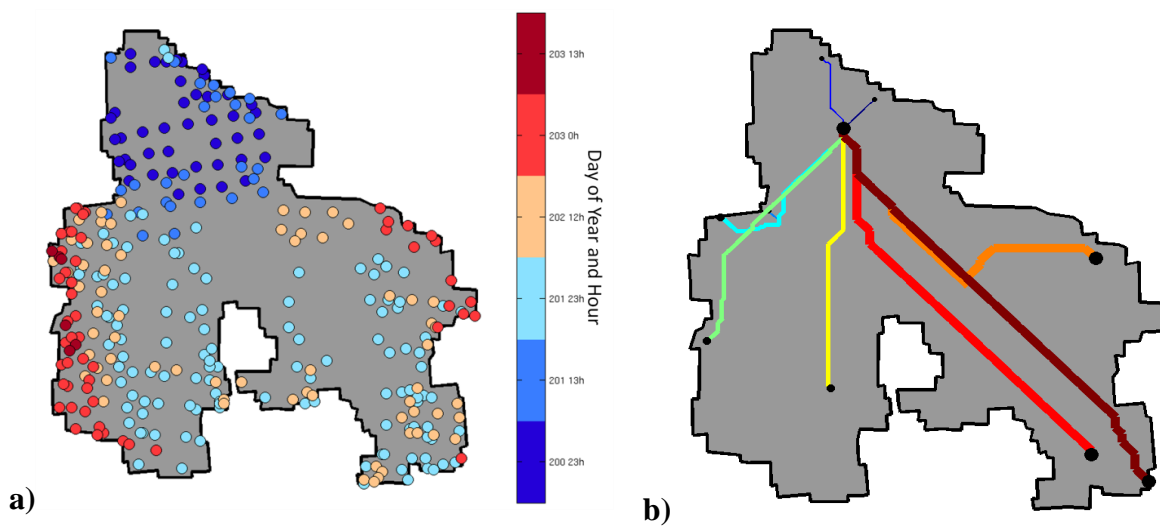 203 13h
203 0h
202 12h
201 23h
201 13h
200 23h
Day of Year and Hour
a)
b)